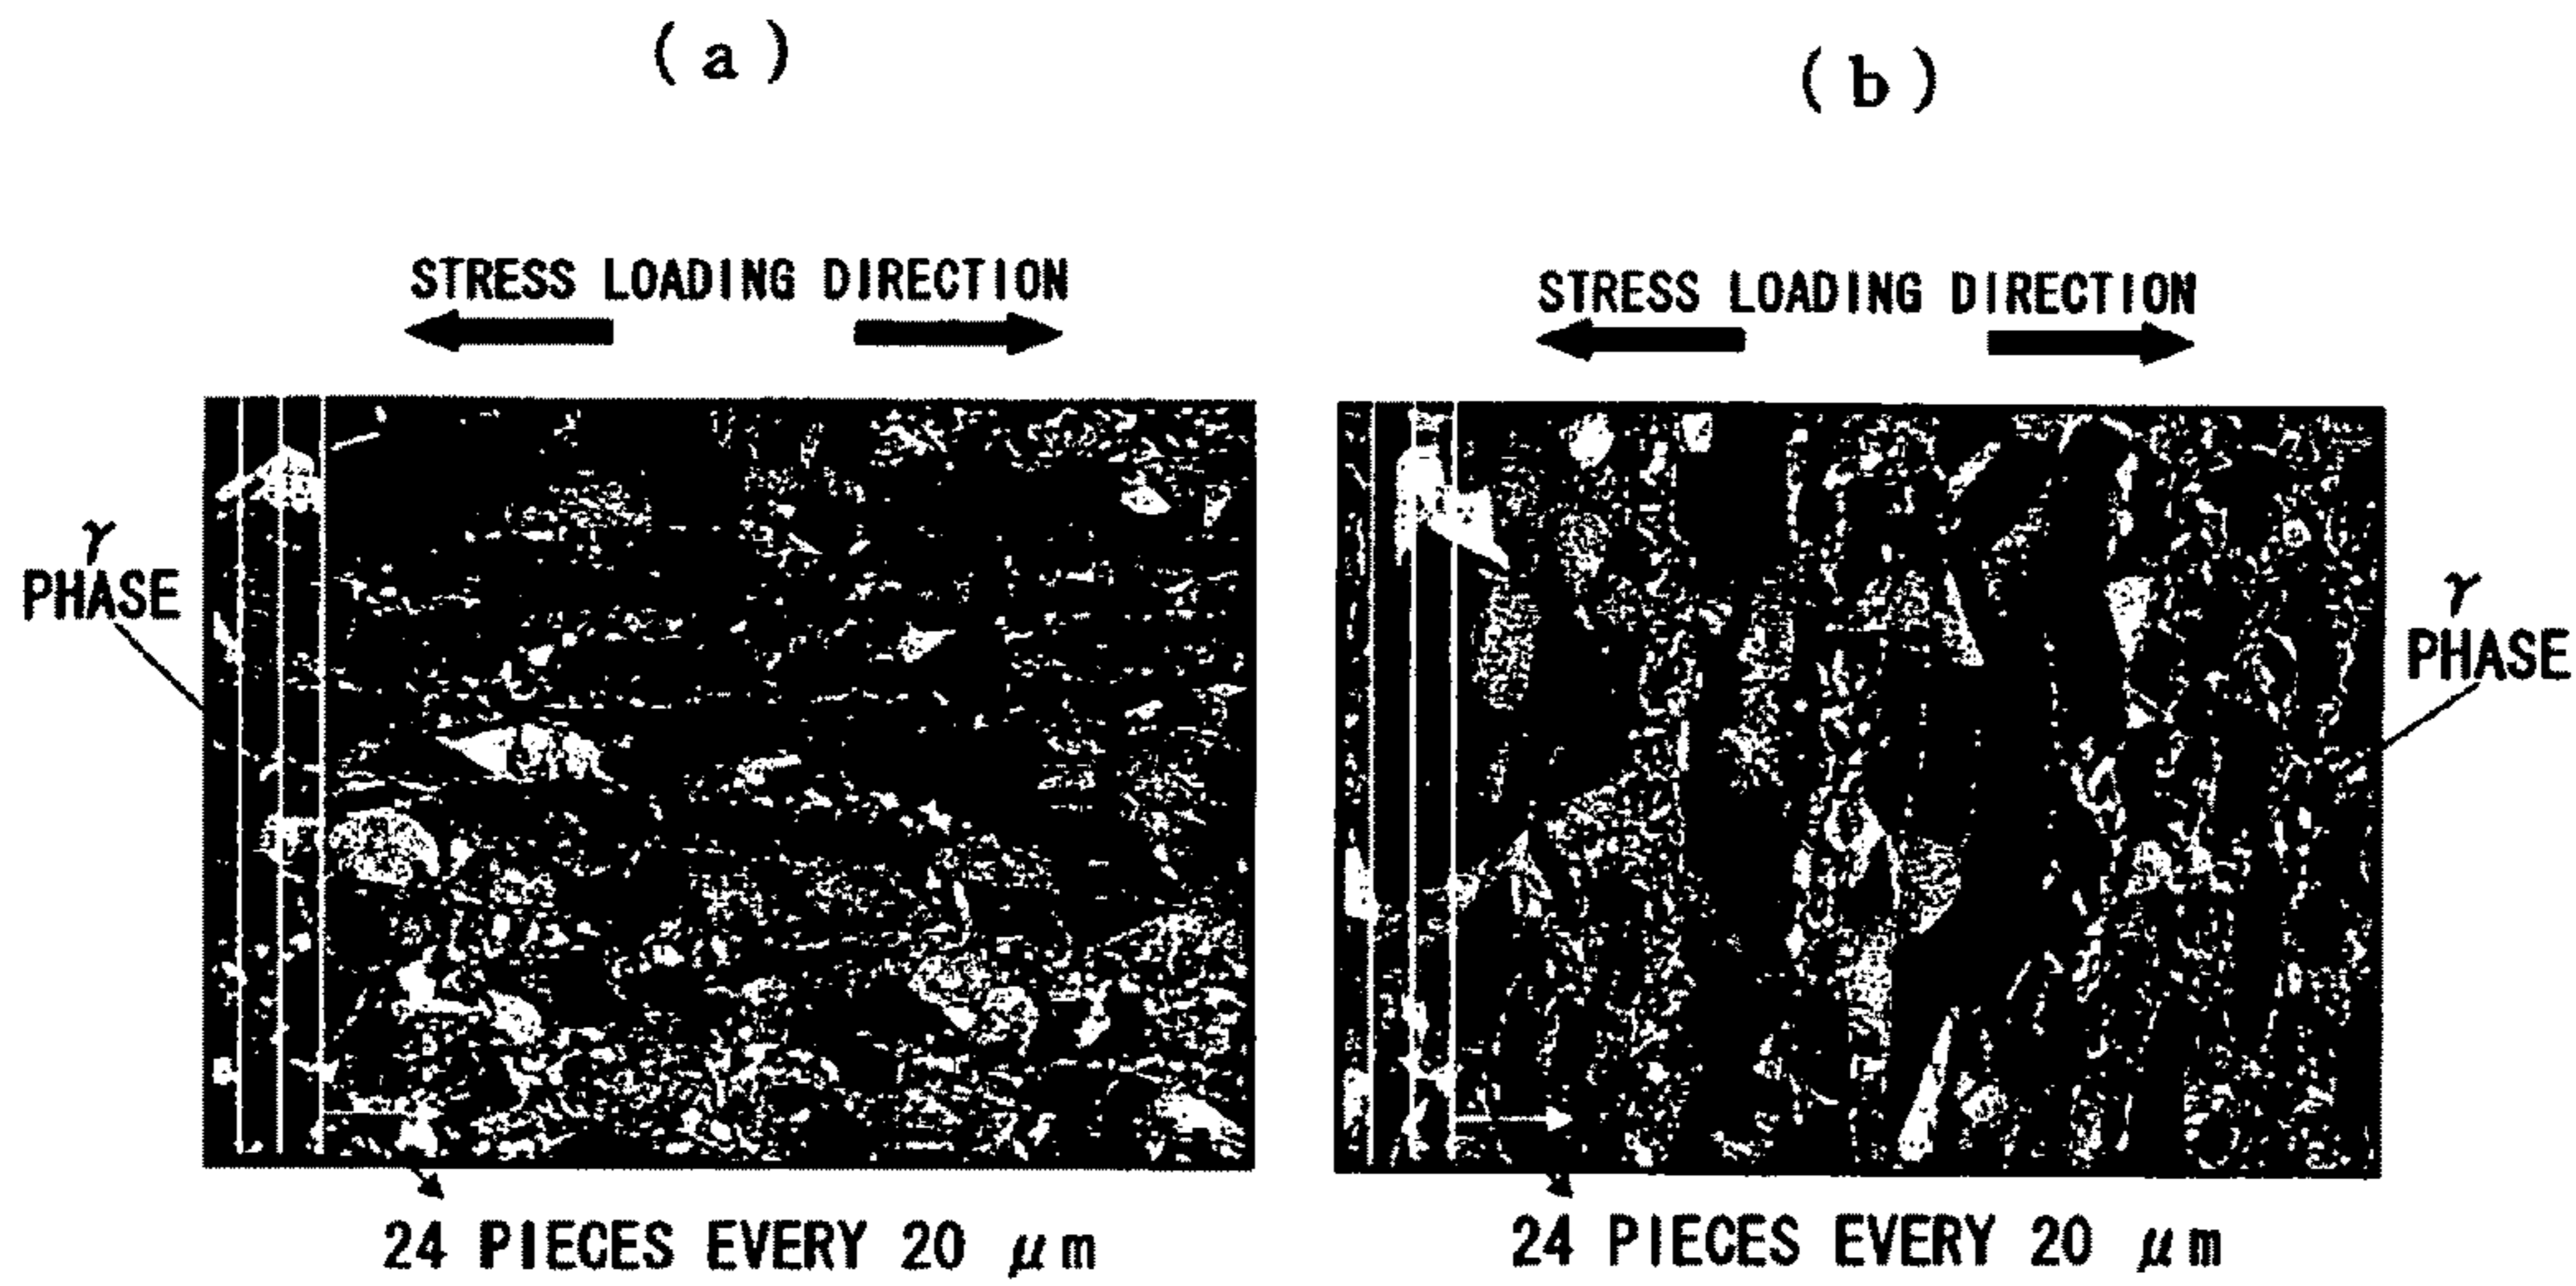 (a)
STRESS LOADING DIRECTION
γ
PHASE
24 PIECES EVERY 20 μm
(b)
STRESS LOADING DIRECTION
γ
PHASE
24 PIECES EVERY 20 μm